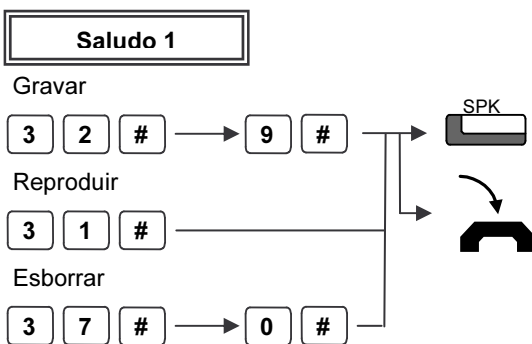 Saludo 1
Gravar
3 2 # 9 # SPK
Reproduir
3 1 #
Esborrar
3 7 # 0 #